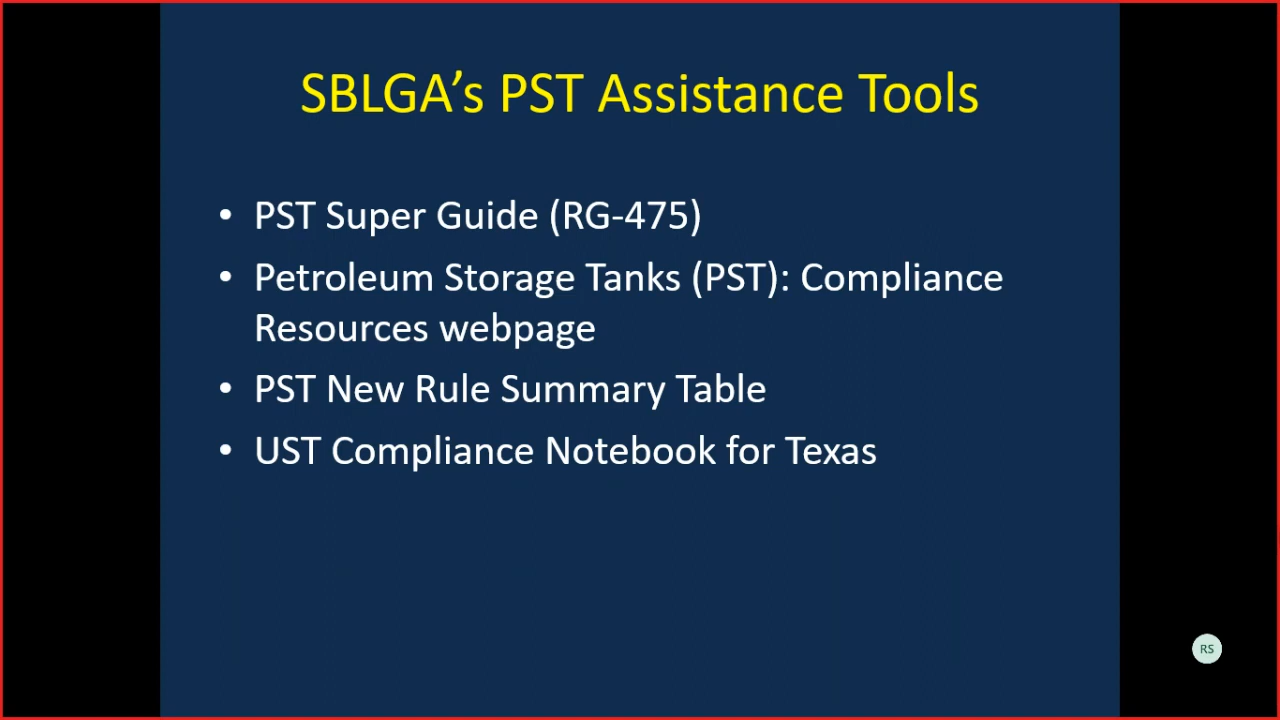 SBLGA’s PST Assistance Tools
• PST Super Guide (RG-475)
• Petroleum Storage Tanks (PST): Compliance
Resources webpage
• PST New Rule Summary Table
• UST Compliance Notebook for Texas
RS